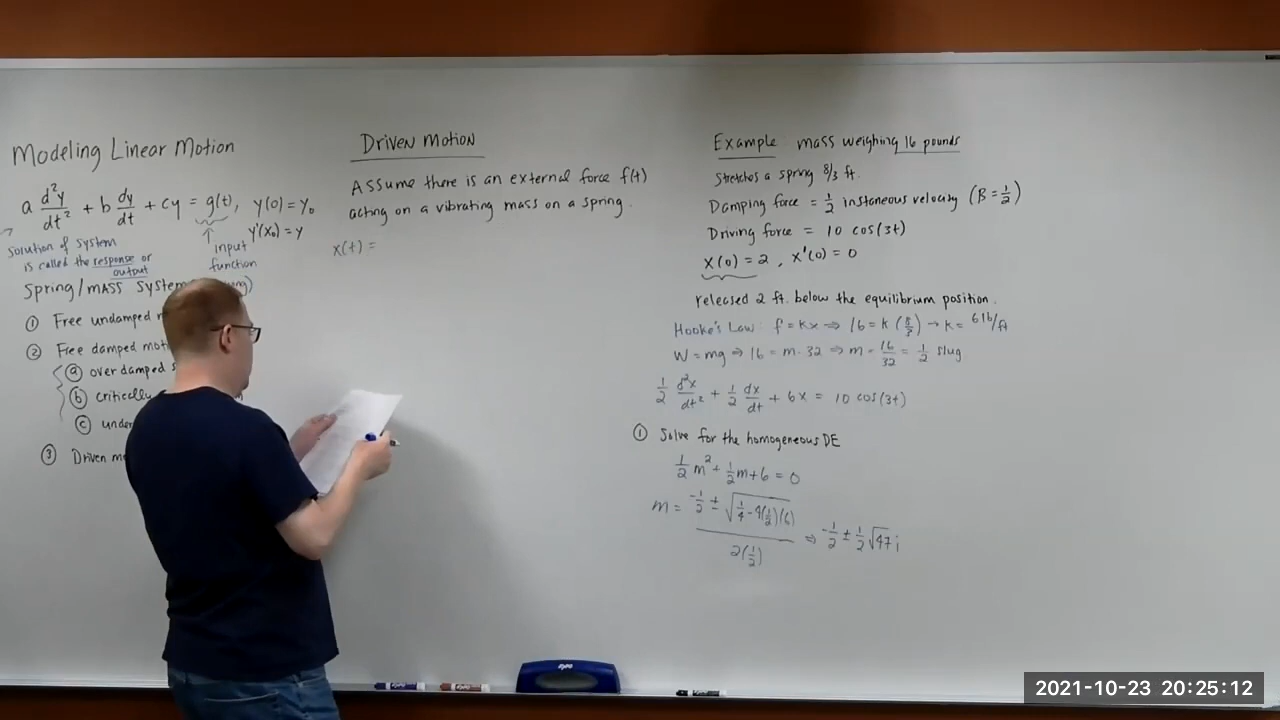 Modeling Linear Motion
a d²y/dt² + b dy/dt + cy = g(t), y(0) = y₀
y'(x₀) = y
solution of system
is called the response or
output
input
function
Spring/mass Syste
① Free undamped
② Free damped mot
ⓐ over damped
ⓑ critically
ⓒ unde
③ Driven m
Driven Motion
Assume there is an external force f(t)
acting on a vibrating mass on a spring.
x(t) =
Example: mass weighing 16 pounds
stretches a spring 8/3 ft.
Damping force = 1/2 instaneous velocity (B = 1/2)
Driving force = 10 cos(3t)
x(0) = 2, x'(0) = 0
released 2 ft. below the equilibrium position.
Hooke's Law: f = kx ⇒ 16 = k (8/3) → k = 6 lb/ft
W = mg ⇒ 16 = m · 32 ⇒ m = 16/32 = 1/2 slug
1/2 d²x/dt² + 1/2 dx/dt + 6x = 10 cos(3t)
① Solve for the homogeneous DE
1/2 m² + 1/2 m + 6 = 0
m = (-1/2 ± √(1/4 - 4(1/2)(6))) / 2(1/2) ⇒ -1/2 ± 1/2 √47 i
expo
2021-10-23 20:25:12